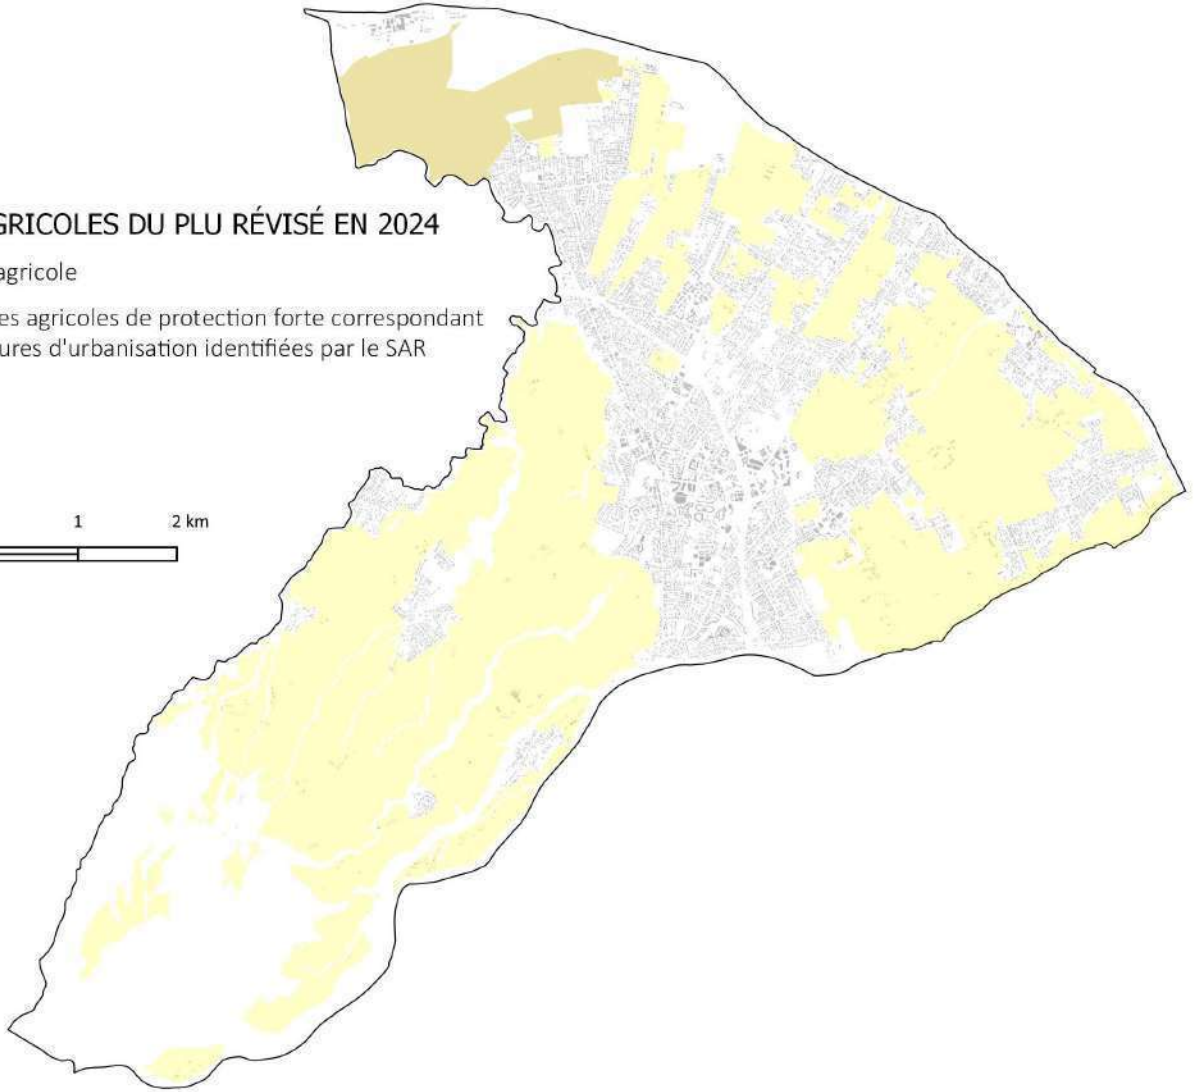 GRICOLES DU PLU RÉVISÉ EN 2024
agricole
es agricoles de protection forte correspondant
ures d'urbanisation identifiées par le SAR
1 2 km